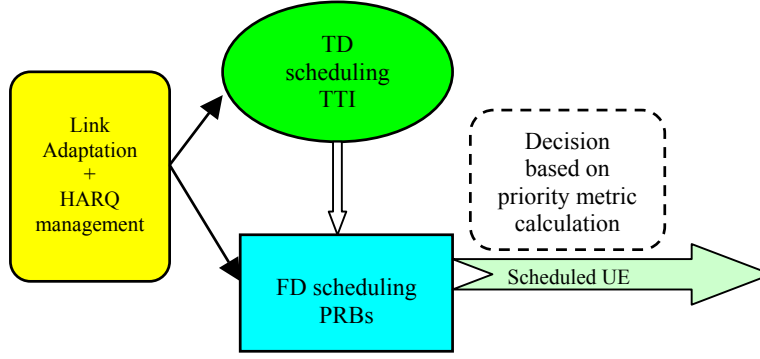 TD
scheduling
TTI
Link
Adaptation
+
HARQ
management
Decision
based on
priority metric
calculation
FD scheduling
PRBs
Scheduled UE